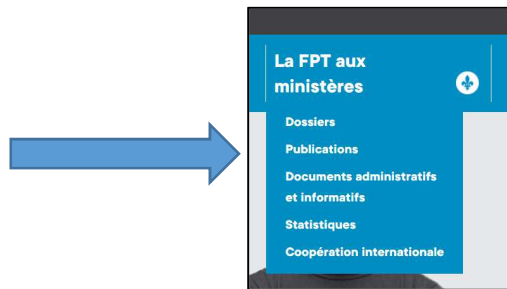 La FPT aux
ministères
Dossiers
Publications
Documents administratifs
et informatifs
Statistiques
Coopération internationale